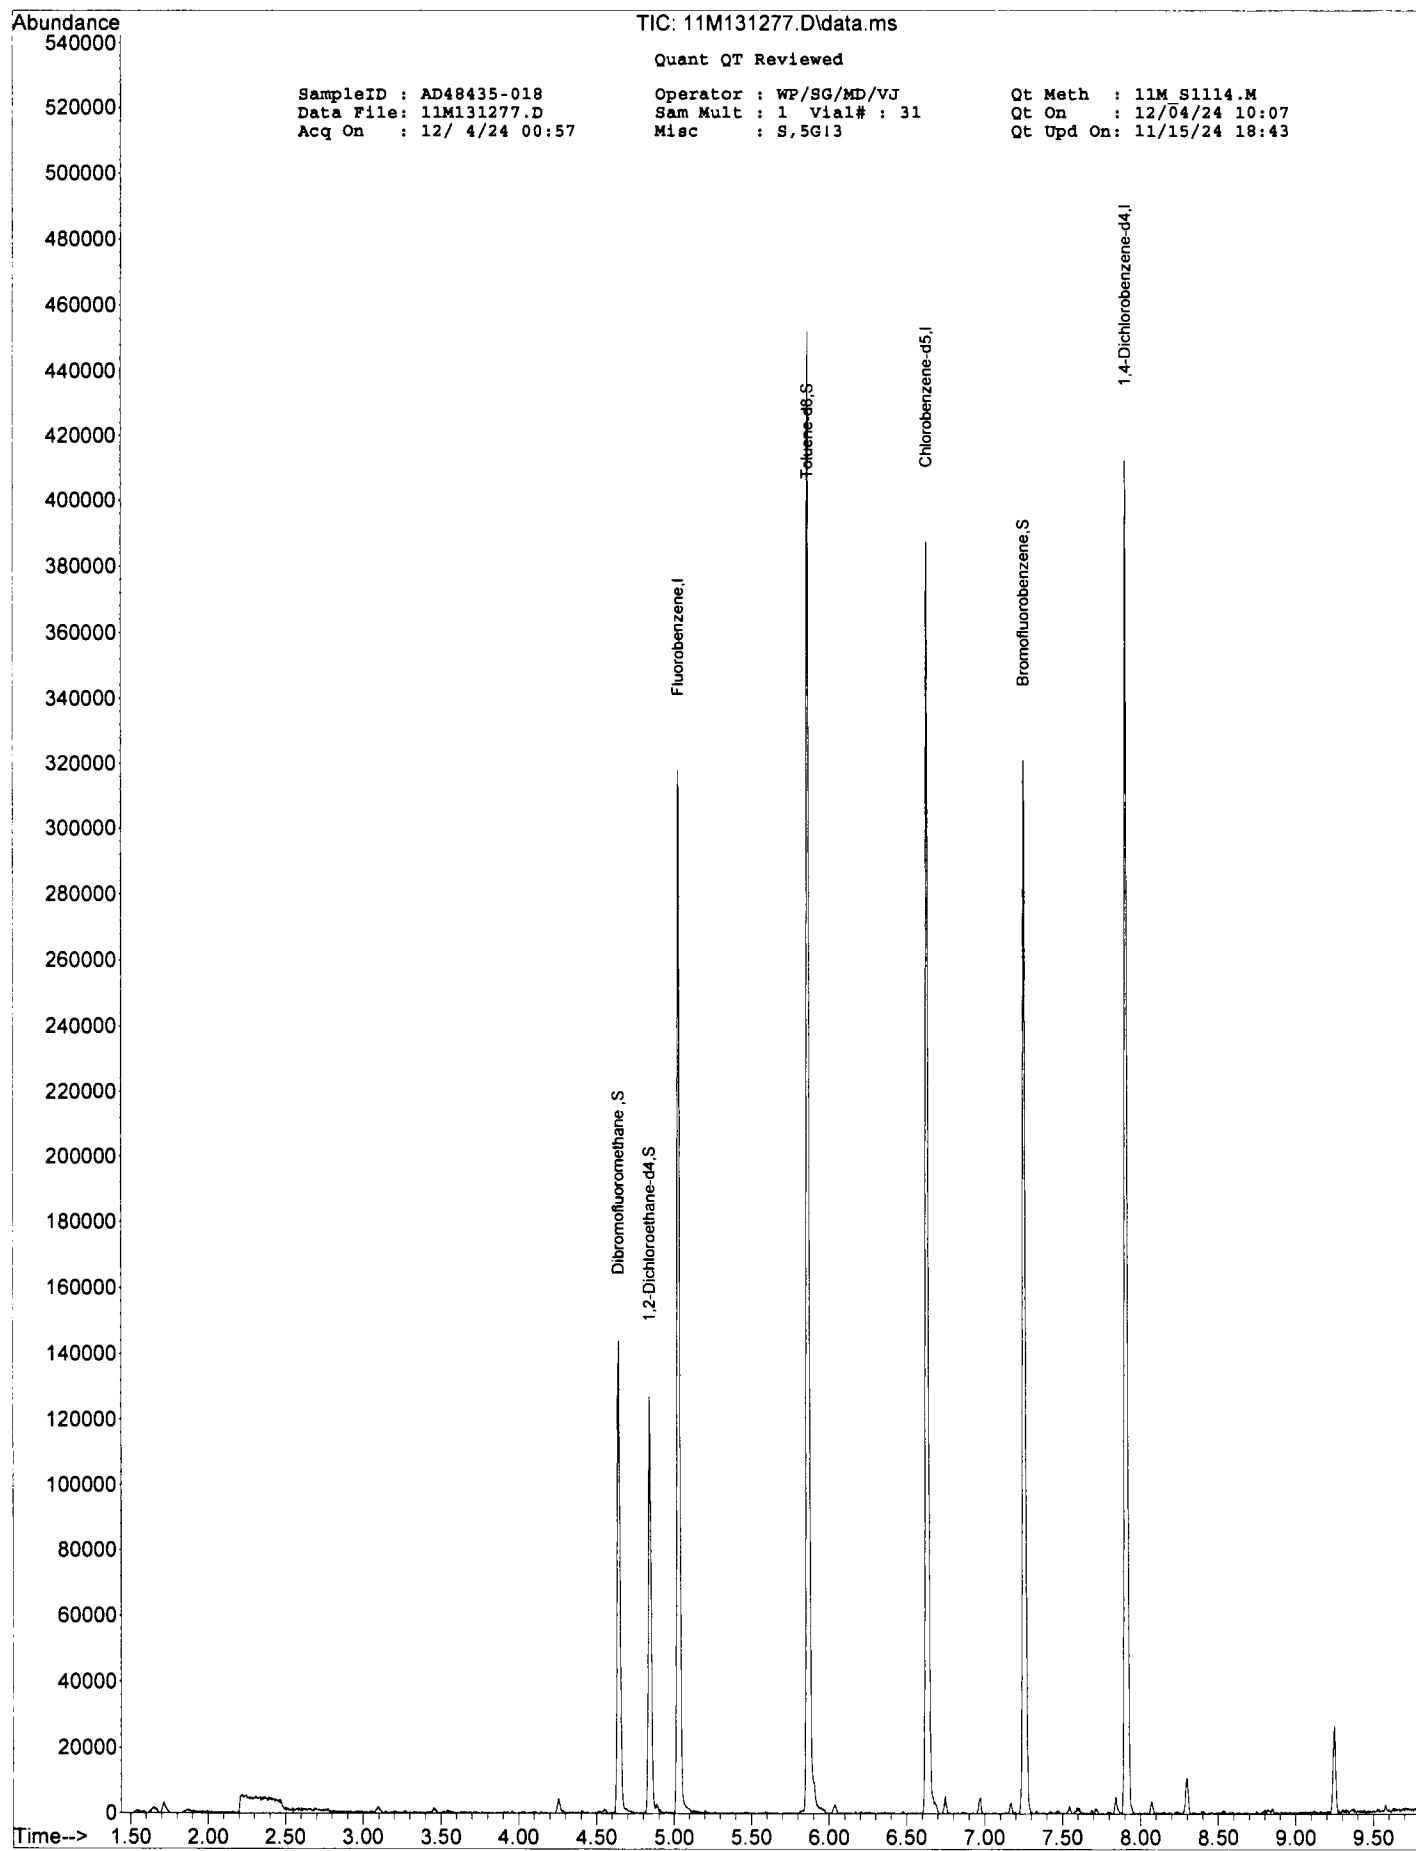 Abundance
TIC: 11M131277.D\data.ms
Quant QT Reviewed
SampleID : AD48435-018 Operator : WP/SG/MD/VJ Qt Meth : 11M_S1114.M
Data File: 11M131277.D Sam Mult : 1 Vial# : 31 Qt On : 12/04/24 10:07
Acq On : 12/ 4/24 00:57 Misc : S,5G!3 Qt Upd On: 11/15/24 18:43
540000
520000
500000
480000
460000
440000
420000
400000
380000
360000
340000
320000
300000
280000
260000
240000
220000
200000
180000
160000
140000
120000
100000
80000
60000
40000
20000
0
Dibromofluoromethane ,S
1,2-Dichloroethane-d4,S
Fluorobenzene,I
Toluene-d8,S
Chlorobenzene-d5,I
Bromofluorobenzene,S
1,4-Dichlorobenzene-d4,I
Time--> 1.50 2.00 2.50 3.00 3.50 4.00 4.50 5.00 5.50 6.00 6.50 7.00 7.50 8.00 8.50 9.00 9.50